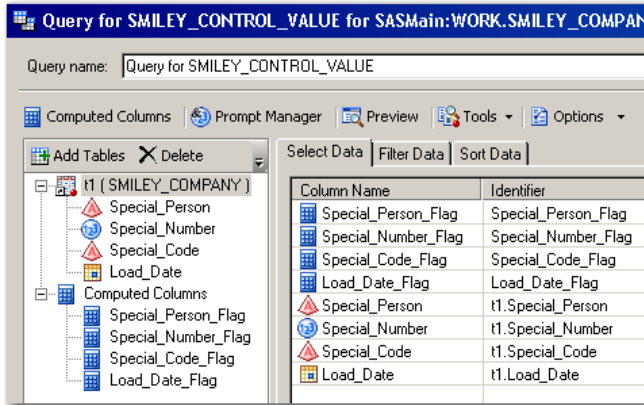 Query for SMILEY_CONTROL_VALUE for SASMain:WORK.SMILEY_COMPAN
Query name: Query for SMILEY_CONTROL_VALUE
Computed Columns Prompt Manager Preview Tools Options
Add Tables Delete
Select Data Filter Data Sort Data
t1 ( SMILEY_COMPANY )
Special_Person
Special_Number
Special_Code
Load_Date
Computed Columns
Special_Person_Flag
Special_Number_Flag
Special_Code_Flag
Load_Date_Flag
Column Name Identifier
Special_Person_Flag Special_Person_Flag
Special_Number_Flag Special_Number_Flag
Special_Code_Flag Special_Code_Flag
Load_Date_Flag Load_Date_Flag
Special_Person t1.Special_Person
Special_Number t1.Special_Number
Special_Code t1.Special_Code
Load_Date t1.Load_Date